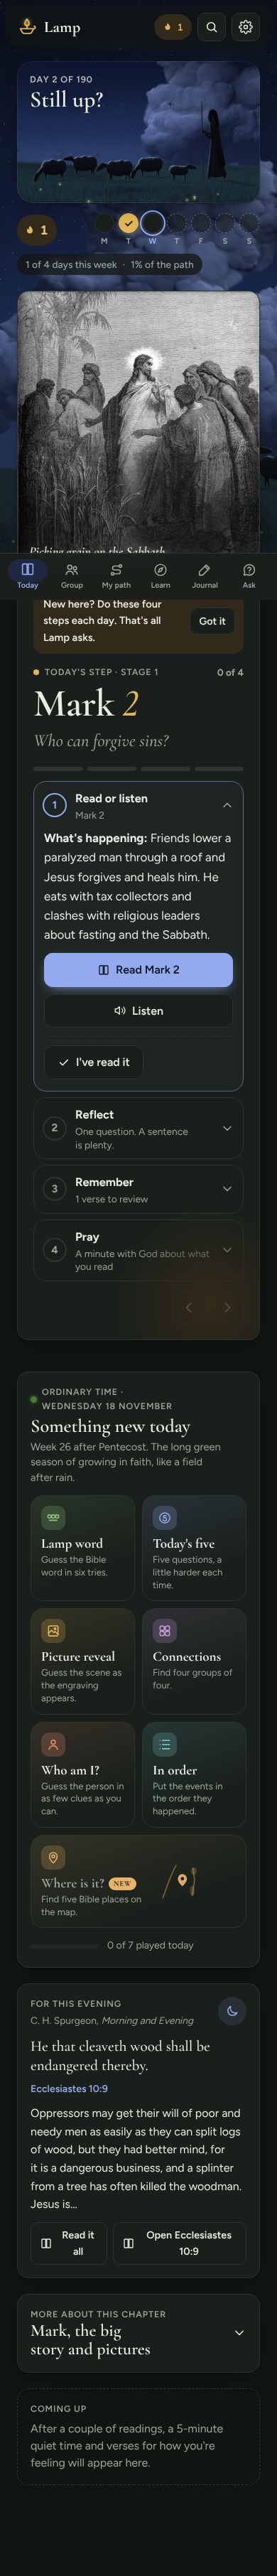 Lamp
1
DAY 2 OF 190
Still up?
1
M T W T F S S
1 of 4 days this week · 1% of the path
Picking grain on the Sabbath
Today Group My path Learn Journal Ask
New here? Do these four
steps each day. That's all
Lamp asks.
Got it
TODAY'S STEP · STAGE 1
0 of 4
Mark 2
Who can forgive sins?
1
Read or listen
Mark 2
What's happening: Friends lower a
paralyzed man through a roof and
Jesus forgives and heals him. He
eats with tax collectors and
clashes with religious leaders
about fasting and the Sabbath.
Read Mark 2
Listen
I've read it
2
Reflect
One question. A sentence
is plenty.
3
Remember
1 verse to review
4
Pray
A minute with God about what
you read
ORDINARY TIME ·
WEDNESDAY 18 NOVEMBER
Something new today
Week 26 after Pentecost. The long green
season of growing in faith, like a field
after rain.
Lamp word
Guess the Bible
word in six tries.
5
Today's five
Five questions, a
little harder each
time.
Picture reveal
Guess the scene as
the engraving
appears.
Connections
Find four groups of
four.
Who am I?
Guess the person in
as few clues as you
can.
In order
Put the events in
the order they
happened.
Where is it? NEW
Find five Bible places on
the map.
0 of 7 played today
FOR THIS EVENING
C. H. Spurgeon, Morning and Evening
He that cleaveth wood shall be
endangered thereby.
Ecclesiastes 10:9
Oppressors may get their will of poor and
needy men as easily as they can split logs
of wood, but they had better mind, for
it is a dangerous business, and a splinter
from a tree has often killed the woodman.
Jesus is...
Read it
all
Open Ecclesiastes
10:9
MORE ABOUT THIS CHAPTER
Mark, the big
story and pictures
COMING UP
After a couple of readings, a 5-minute
quiet time and verses for how you're
feeling will appear here.